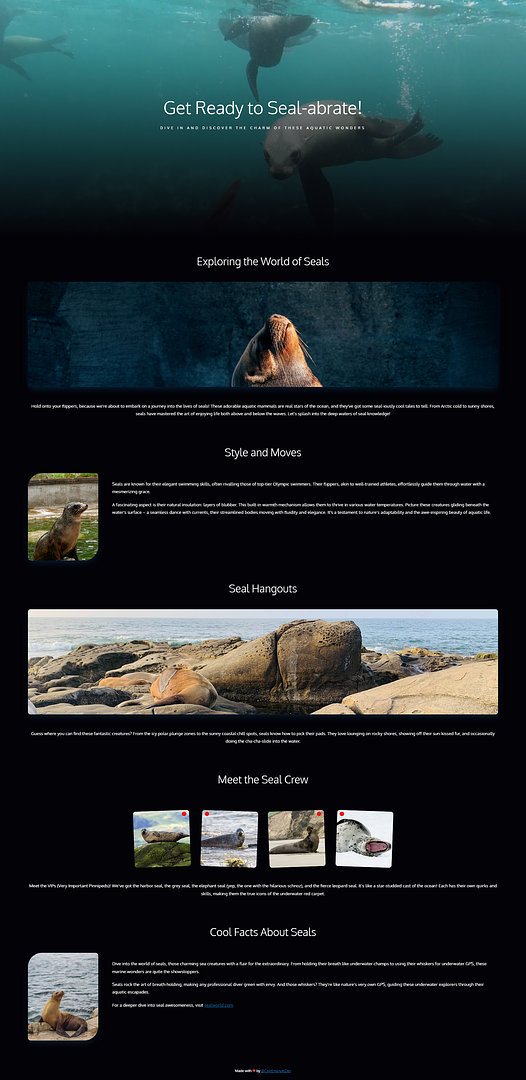 Get Ready to Seal-abrate!
DIVE IN AND DISCOVER THE CHARM OF THESE AQUATIC WONDERS
Exploring the World of Seals
Hold onto your flippers, because we're about to embark on a journey into the lives of seals! These adorable aquatic mammals are real stars of the ocean, and they've got some seal-iously cool tales to tell. From Arctic cold to sunny shores,
seals have mastered the art of enjoying life both above and below the waves. Let's splash into the deep waters of seal knowledge!
Style and Moves
Seals are known for their elegant swimming skills, often rivalling those of top-tier Olympic swimmers. Their flippers, akin to well-trained athletes, effortlessly guide them through water with a
mesmerizing grace.
A fascinating aspect is their natural insulation: layers of blubber. This built-in warmth mechanism allows them to thrive in various water temperatures. Picture these creatures gliding beneath the
water's surface – a seamless dance with currents, their streamlined bodies moving with fluidity and elegance. It's a testament to nature's adaptability and the awe-inspiring beauty of aquatic life.
Seal Hangouts
Guess where you can find these fantastic creatures? From the icy polar plunge zones to the sunny coastal chill spots, seals know how to pick their pads. They love lounging on rocky shores, showing off their sun-kissed fur, and occasionally
doing the cha-cha-slide into the water.
Meet the Seal Crew
Meet the VIPs (Very Important Pinnipeds)! We've got the harbor seal, the grey seal, the elephant seal (yep, the one with the hilarious schnoz), and the fierce leopard seal. It's like a star-studded cast of the ocean! Each has their own quirks and
skills, making them the true icons of the underwater red carpet.
Cool Facts About Seals
Dive into the world of seals, those charming sea creatures with a flair for the extraordinary. From holding their breath like underwater champs to using their whiskers for underwater GPS, these
marine wonders are quite the showstoppers.
Seals rock the art of breath-holding, making any professional diver green with envy. And those whiskers? They're like nature's very own GPS, guiding these underwater explorers through their
aquatic escapades.
For a deeper dive into seal awesomeness, visit
Made with by